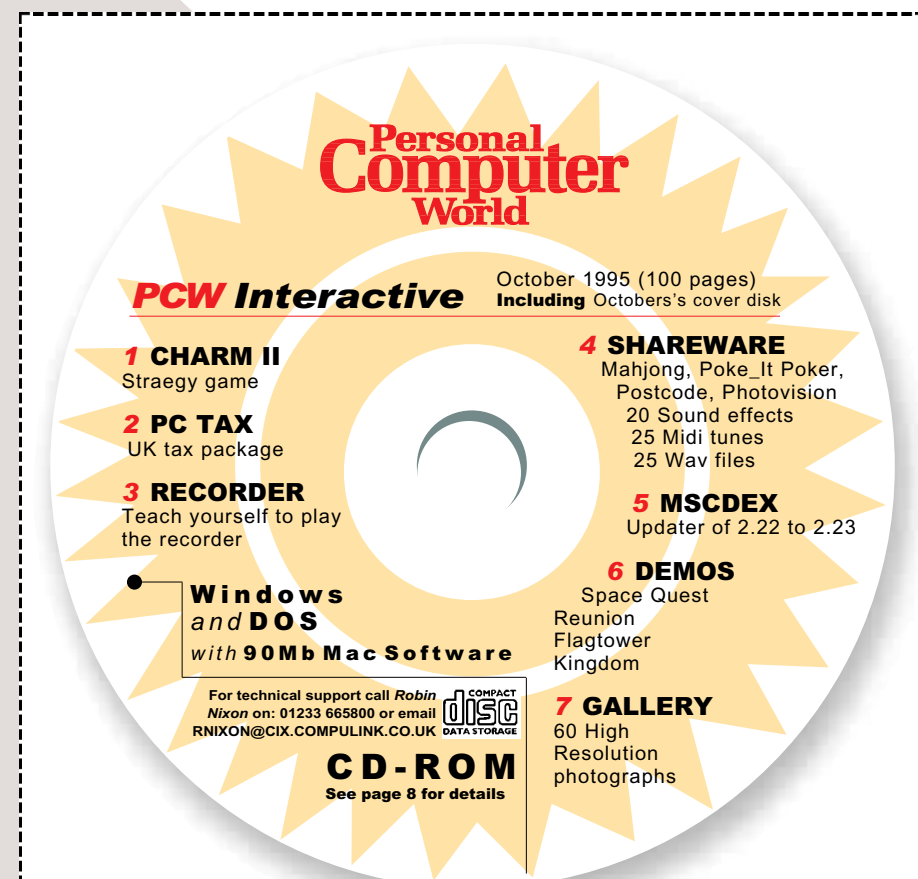 Personal
Computer
World
PCW Interactive
October 1995 (100 pages)
Including Octobers's cover disk
1 CHARM II
Straegy game
2 PC TAX
UK tax package
3 RECORDER
Teach yourself to play
the recorder
Windows
and DOS
with 90Mb Mac Software
For technical support call Robin
Nixon on: 01233 665800 or email
RNIXON@CIX.COMPULINK.CO.UK
COMPACT
disc
DATA STORAGE
CD-ROM
See page 8 for details
4 SHAREWARE
Mahjong, Poke_It Poker,
Postcode, Photovision
20 Sound effects
25 Midi tunes
25 Wav files
5 MSCDEX
Updater of 2.22 to 2.23
6 DEMOS
Space Quest
Reunion
Flagtower
Kingdom
7 GALLERY
60 High
Resolution
photographs